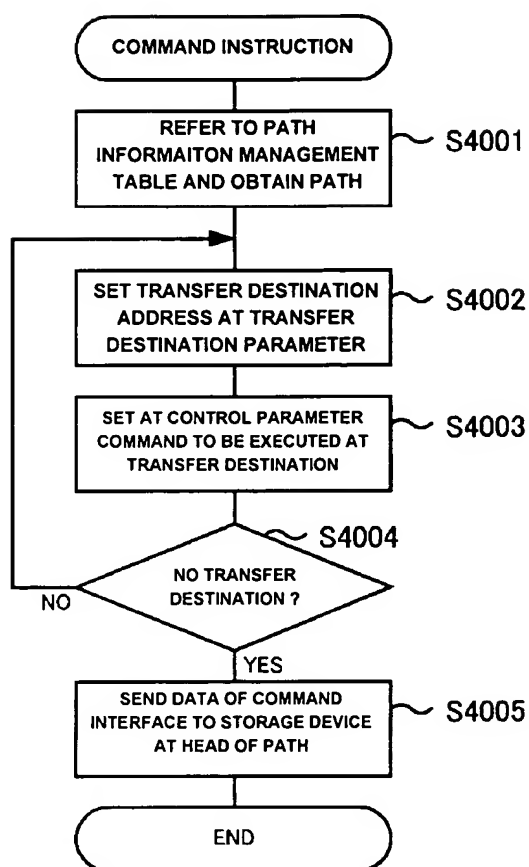 COMMAND INSTRUCTION
REFER TO PATH
INFORMAITON MANAGEMENT
TABLE AND OBTAIN PATH
S4001
SET TRANSFER DESTINATION
ADDRESS AT TRANSFER
DESTINATION PARAMETER
S4002
SET AT CONTROL PARAMETER
COMMAND TO BE EXECUTED AT
TRANSFER DESTINATION
S4003
S4004
NO TRANSFER
DESTINATION ?
NO
YES
SEND DATA OF COMMAND
INTERFACE TO STORAGE DEVICE
AT HEAD OF PATH
S4005
END